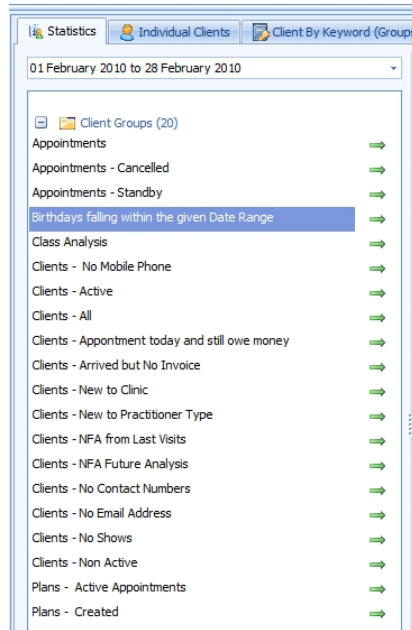 Statistics Individual Clients Client By Keyword (Groups
01 February 2010 to 28 February 2010
Client Groups (20)
Appointments
Appointments - Cancelled
Appointments - Standby
Birthdays falling within the given Date Range
Class Analysis
Clients - No Mobile Phone
Clients - Active
Clients - All
Clients - Appontment today and still owe money
Clients - Arrived but No Invoice
Clients - New to Clinic
Clients - New to Practitioner Type
Clients - NFA from Last Visits
Clients - NFA Future Analysis
Clients - No Contact Numbers
Clients - No Email Address
Clients - No Shows
Clients - Non Active
Plans - Active Appointments
Plans - Created